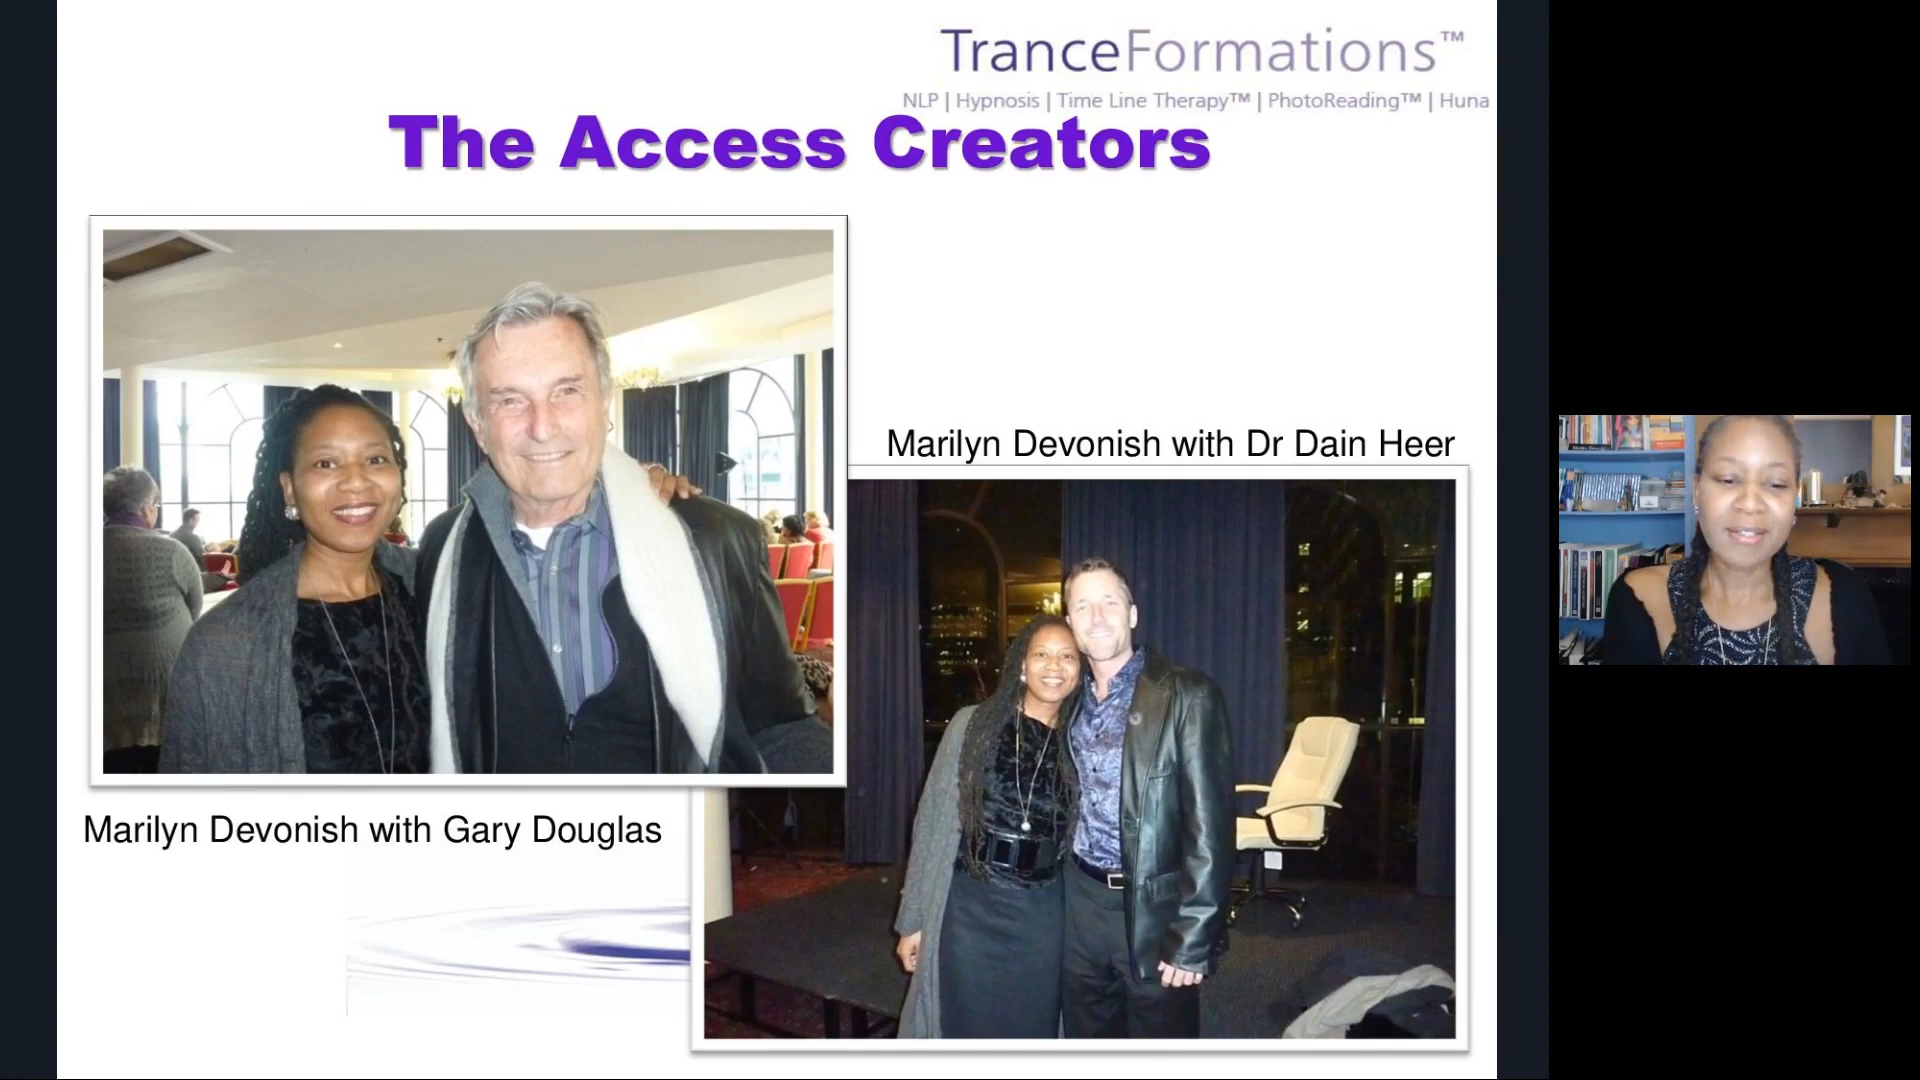 TranceFormations™
NLP | Hypnosis | Time Line Therapy™ | PhotoReading™ | Huna
The Access Creators
Marilyn Devonish with Dr Dain Heer
Marilyn Devonish with Gary Douglas